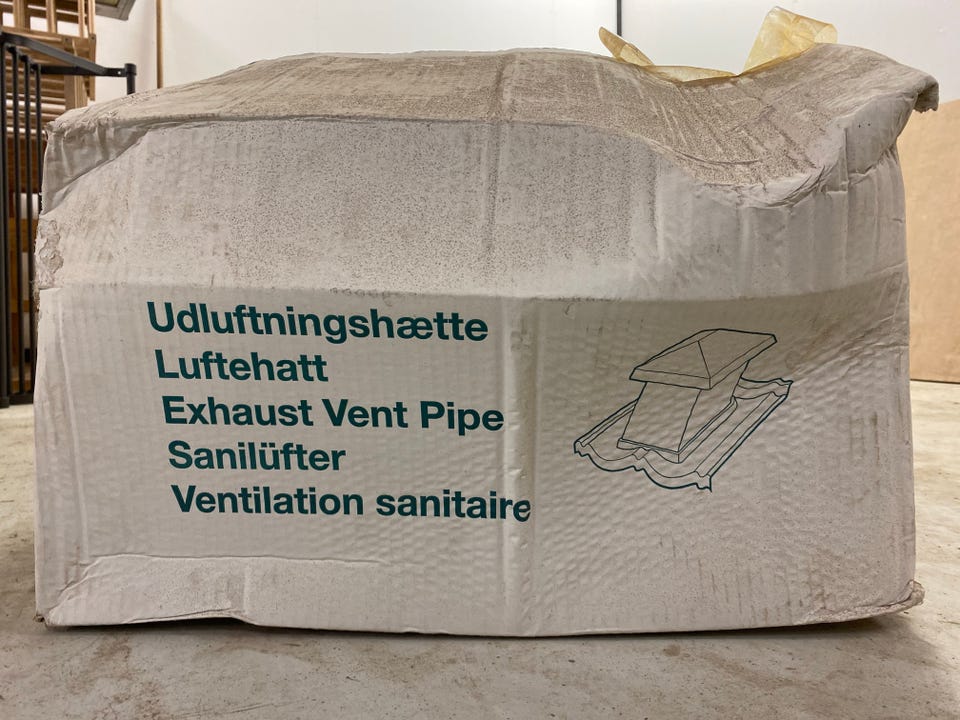 Udluftningshætte
Luftehatt
Exhaust Vent Pipe
Sanilüfter
Ventilation sanitaire